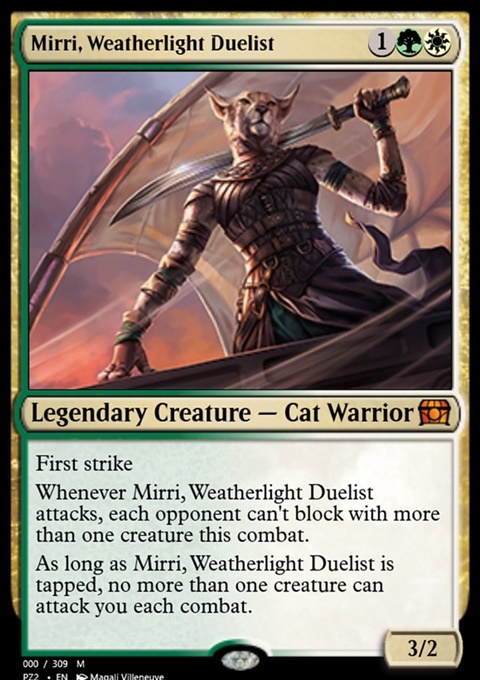 Mirri, Weatherlight Duelist 1
Legendary Creature — Cat Warrior
First strike
Whenever Mirri, Weatherlight Duelist
attacks, each opponent can't block with more
than one creature this combat.
As long as Mirri, Weatherlight Duelist is
tapped, no more than one creature can
attack you each combat.
3/2
000 / 309 M
PZ2 • EN Magali Villeneuve